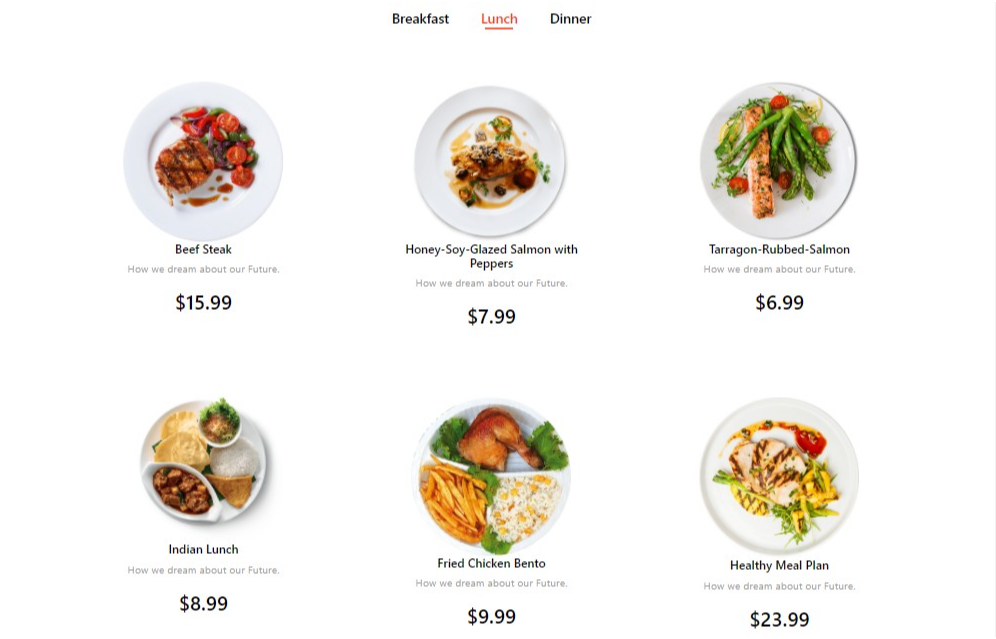 Breakfast Lunch Dinner
Beef Steak
How we dream about our Future.
$15.99
Honey-Soy-Glazed Salmon with
Peppers
How we dream about our Future.
$7.99
Tarragon-Rubbed-Salmon
How we dream about our Future.
$6.99
Indian Lunch
How we dream about our Future.
$8.99
Fried Chicken Bento
How we dream about our Future.
$9.99
Healthy Meal Plan
How we dream about our Future.
$23.99